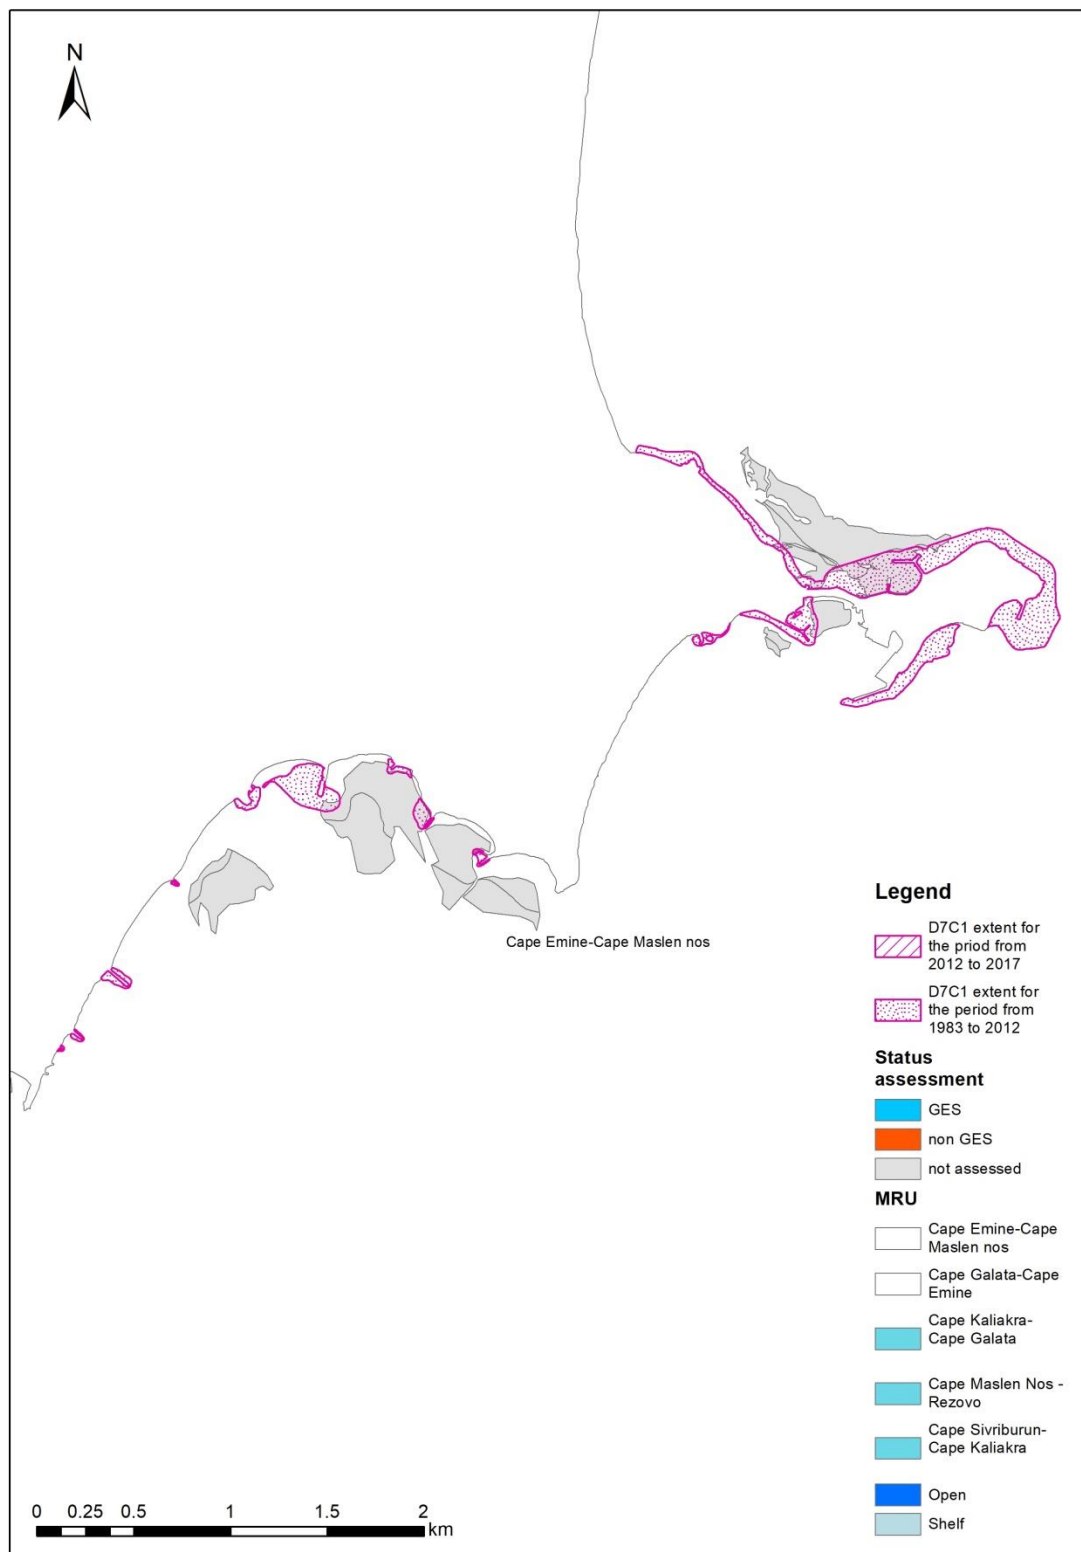 N
Cape Emine-Cape Maslen nos
Legend
D7C1 extent for
the priod from
2012 to 2017
D7C1 extent for
the period from
1983 to 2012
Status
assessment
GES
non GES
not assessed
MRU
Cape Emine-Cape
Maslen nos
Cape Galata-Cape
Emine
Cape Kaliakra-
Cape Galata
Cape Maslen Nos -
Rezovo
Cape Sivriburun-
Cape Kaliakra
Open
Shelf
0 0.25 0.5 1 1.5 2
km